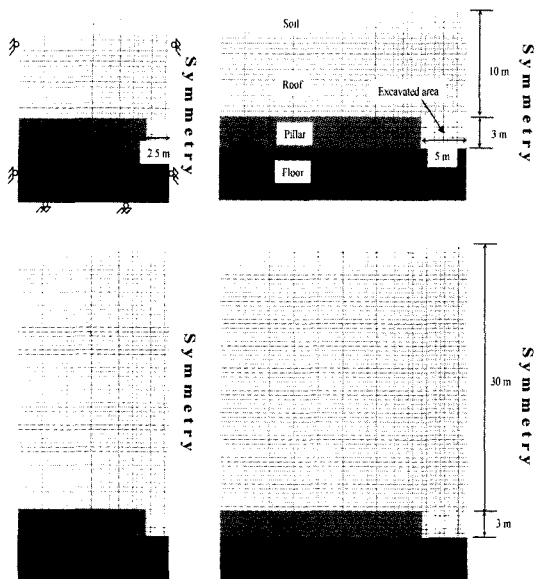 Soil
Roof
Excavated area
Pillar
Floor
2.5 m
5 m
10 m
3 m
Symmetry
Symmetry
Symmetry
Symmetry
30 m
3 m